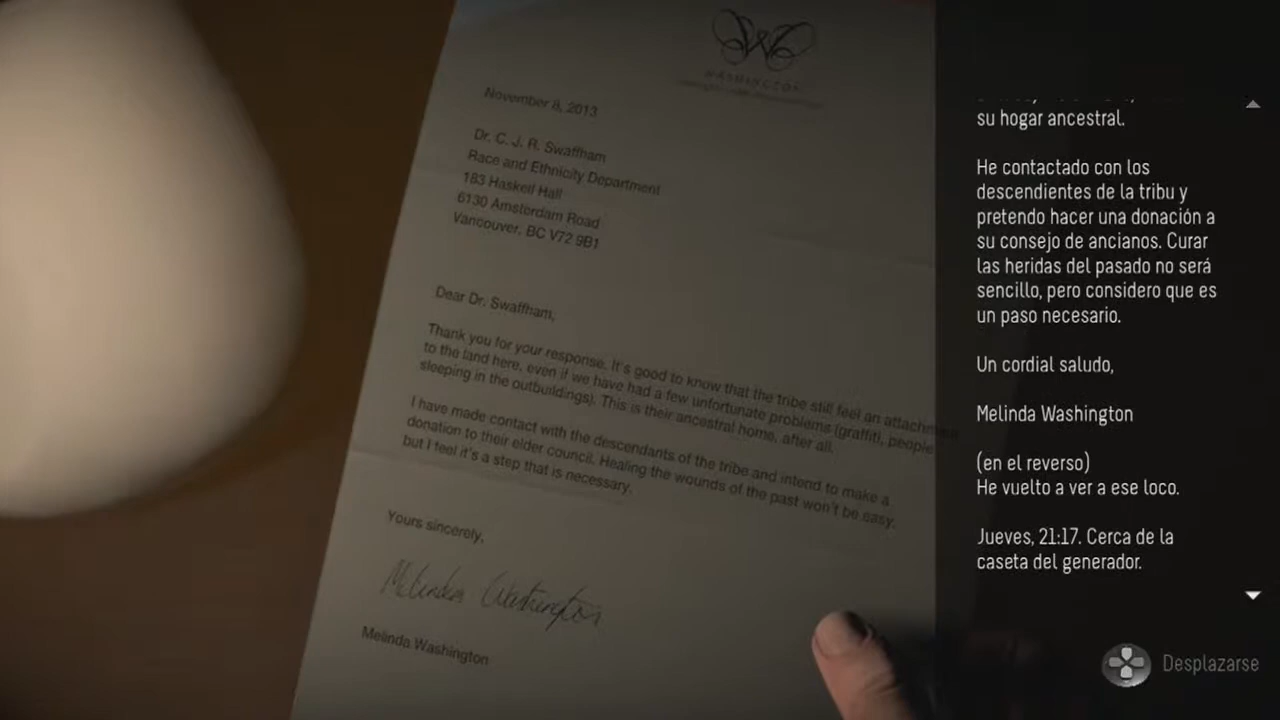 WASHINGTON
November 8, 2013
Dr. C. J. R. Swaffham
Race and Ethnicity Department
183 Haskell Hall
6130 Amsterdam Road
Vancouver, BC V72 9B1
Dear Dr. Swaffham,
Thank you for your response. It's good to know that the tribe still feel an attachment
to the land here, even if we have had a few unfortunate problems (graffiti, people
sleeping in the outbuildings). This is their ancestral home, after all.
I have made contact with the descendants of the tribe and intend to make a
donation to their elder council. Healing the wounds of the past won't be easy,
but I feel it's a step that is necessary.
Yours sincerely,
Melinda Washington
Melinda Washington
su hogar ancestral.
He contactado con los
descendientes de la tribu y
pretendo hacer una donación a
su consejo de ancianos. Curar
las heridas del pasado no será
sencillo, pero considero que es
un paso necesario.
Un cordial saludo,
Melinda Washington
(en el reverso)
He vuelto a ver a ese loco.
Jueves, 21:17. Cerca de la
caseta del generador.
Desplazarse